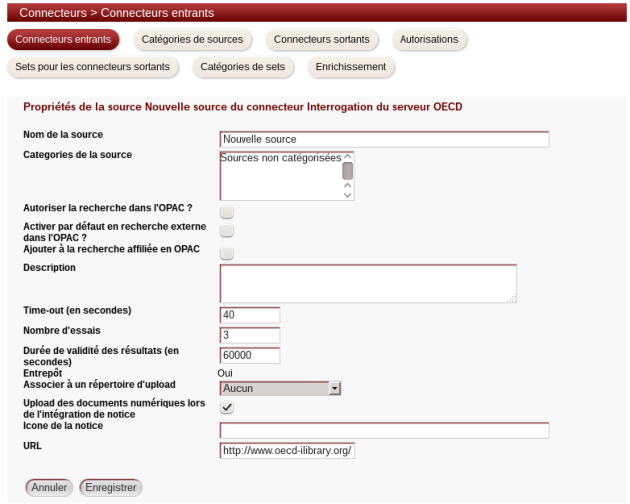 Connecteurs > Connecteurs entrants
Connecteurs entrants Catégories de sources Connecteurs sortants Autorisations
Sets pour les connecteurs sortants Catégories de sets Enrichissement
Propriétés de la source Nouvelle source du connecteur Interrogation du serveur OECD
Nom de la source Nouvelle source
Categories de la source Sources non catégorisées
Autoriser la recherche dans l'OPAC ?
Activer par défaut en recherche externe
dans l'OPAC ?
Ajouter à la recherche affiliée en OPAC
Description
Time-out (en secondes) 40
Nombre d'essais 3
Durée de validité des résultats (en
secondes) 60000
Entrepôt Oui
Associer à un répertoire d'upload Aucun
Upload des documents numériques lors
de l'intégration de notice
Icone de la notice
URL http://www.oecd-ilibrary.org/
Annuler Enregistrer